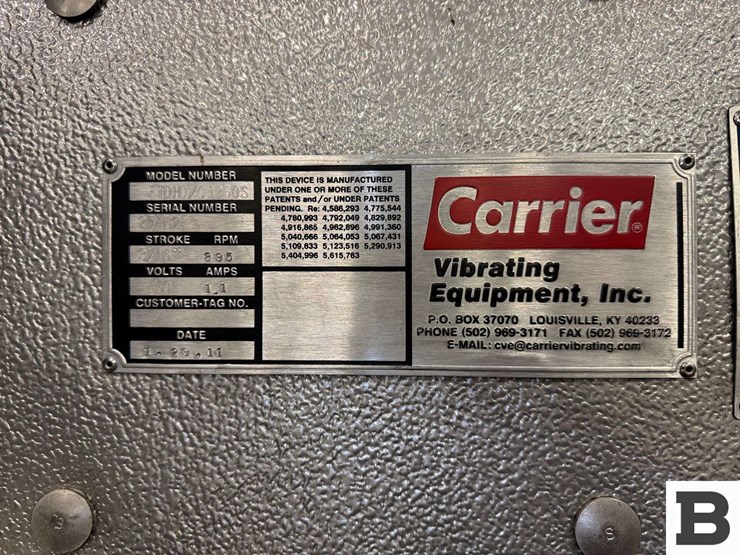 MODEL NUMBER
SERIAL NUMBER
STROKE RPM
895
VOLTS AMPS
1.1
CUSTOMER-TAG NO.
DATE
1.29.11
THIS DEVICE IS MANUFACTURED
UNDER ONE OR MORE OF THESE
PATENTS and/or UNDER PATENTS
PENDING. Re: 4,586,293 4,775,544
4,780,993 4,792,049 4,829,892
4,916,865 4,962,896 4,991,360
5,040,666 5,064,053 5,067,431
5,109,633 5,123,516 5,290,913
5,404,996 5,615,763
Carrier®
Vibrating
Equipment, Inc.
P.O. BOX 37070 LOUISVILLE, KY 40233
PHONE (502) 969-3171 FAX (502) 969-3172
E-MAIL: cve@carriervibrating.com
B
S